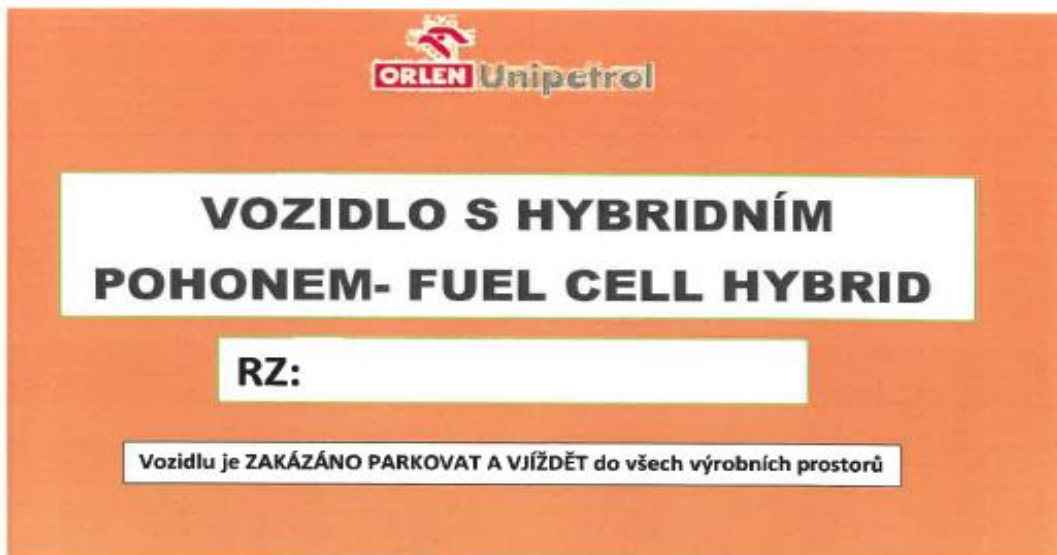 ORLEN Unipetrol
VOZIDLO S HYBRIDNÍM
POHONEM- FUEL CELL HYBRID
RZ:
Vozidlu je ZAKÁZÁNO PARKOVAT A VJÍŽDĚT do všech výrobních prostorů